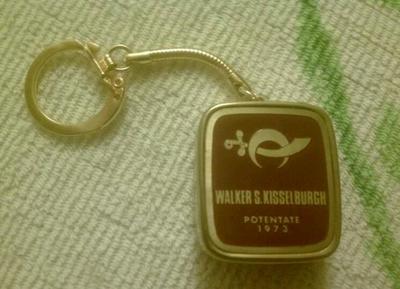 WALKER S. KISSELBURGH
POTENTATE
1973